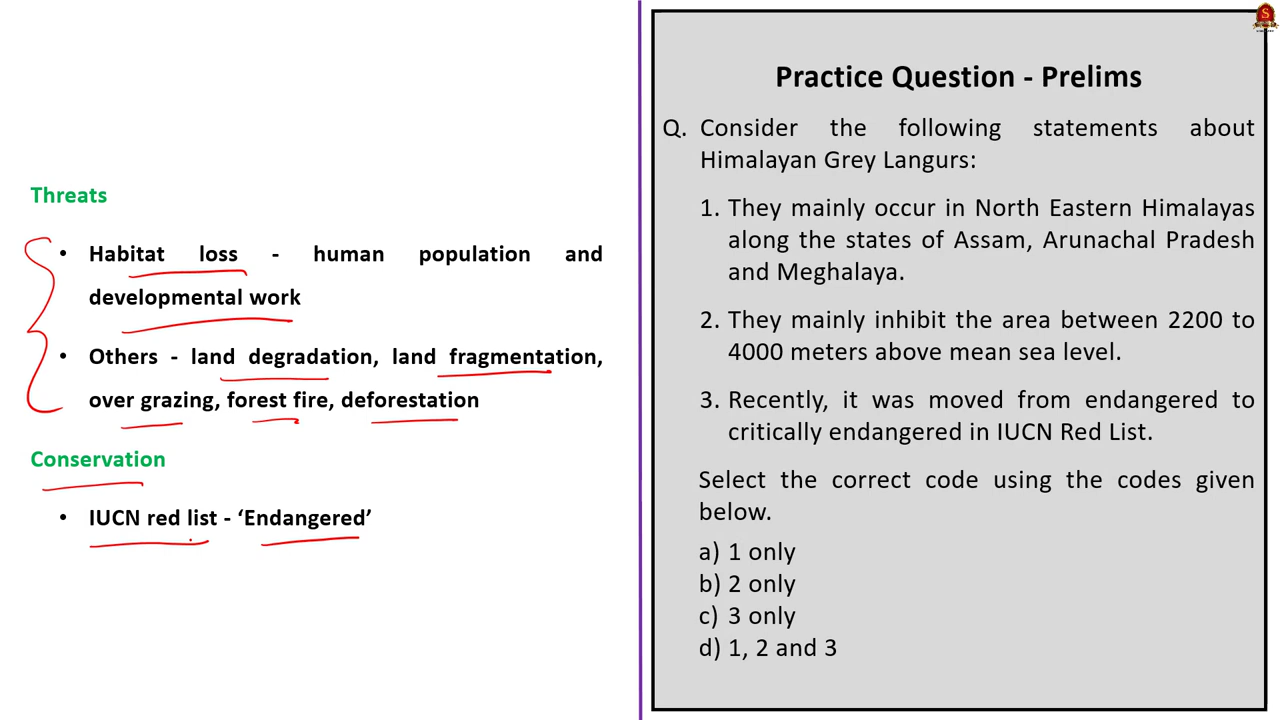 Threats
• Habitat loss - human population and
developmental work
• Others - land degradation, land fragmentation,
over grazing, forest fire, deforestation
Conservation
• IUCN red list - ‘Endangered’
Practice Question - Prelims
Q. Consider the following statements about
Himalayan Grey Langurs:
1. They mainly occur in North Eastern Himalayas
along the states of Assam, Arunachal Pradesh
and Meghalaya.
2. They mainly inhibit the area between 2200 to
4000 meters above mean sea level.
3. Recently, it was moved from endangered to
critically endangered in IUCN Red List.
Select the correct code using the codes given
below.
a) 1 only
b) 2 only
c) 3 only
d) 1, 2 and 3